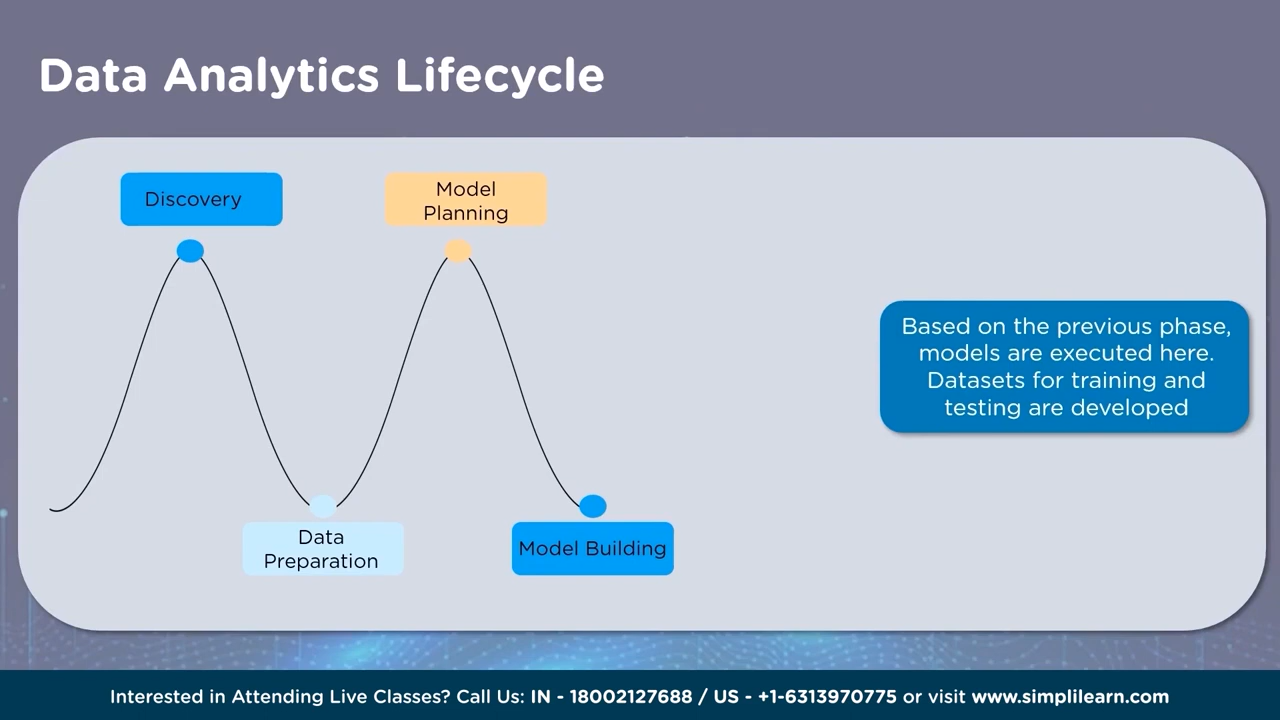 Data Analytics Lifecycle
Discovery
Model
Planning
Based on the previous phase,
models are executed here.
Datasets for training and
testing are developed
Data
Preparation
Model Building
Interested in Attending Live Classes? Call Us: IN - 18002127688 / US - +1-6313970775 or visit www.simplilearn.com